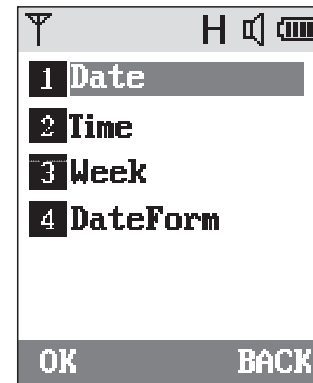 H
1 Date
2 Time
3 Week
4 DateForm
OK BACK